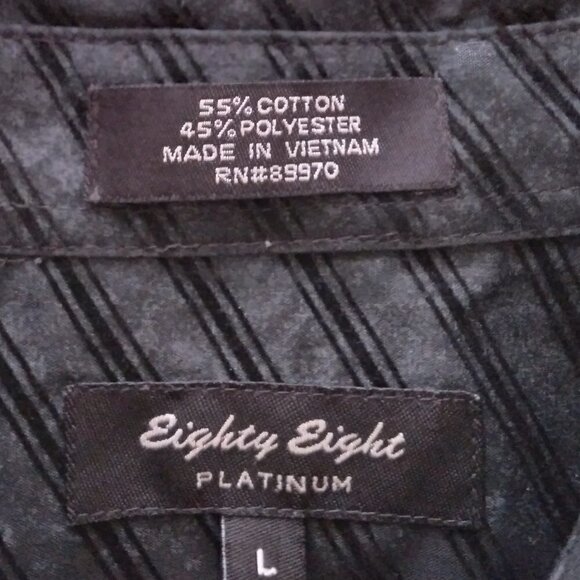 55% COTTON
45% POLYESTER
MADE IN VIETNAM
RN#89970
Eighty Eight
PLATINUM
L